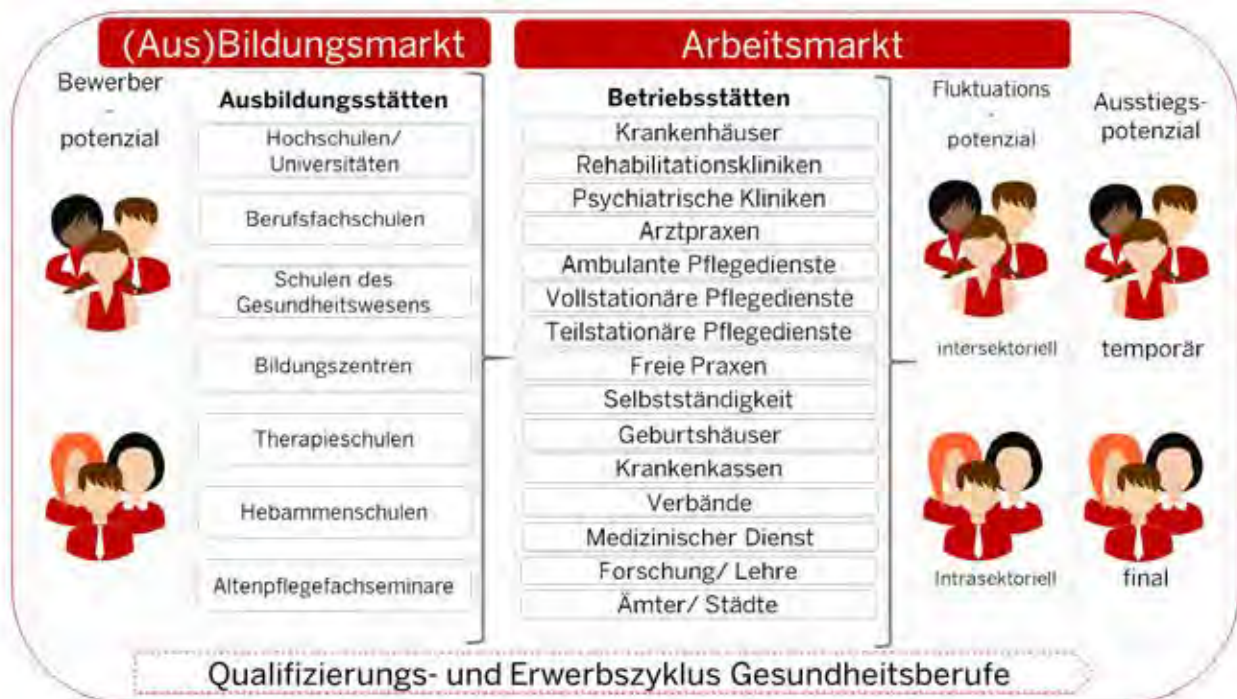 (Aus)Bildungsmarkt
Bewerber
-
potenzial
Ausbildungsstätten
Hochschulen/
Universitäten
Berufsfachschulen
Schulen des
Gesundheitswesens
Bildungszentren
Therapieschulen
Hebammenschulen
Altenpflegefachseminare
Arbeitsmarkt
Betriebsstätten
Krankenhäuser
Rehabilitationskliniken
Psychiatrische Kliniken
Arztpraxen
Ambulante Pflegedienste
Vollstationäre Pflegedienste
Teilstationäre Pflegedienste
Freie Praxen
Selbstständigkeit
Geburtshäuser
Krankenkassen
Verbände
Medizinischer Dienst
Forschung/ Lehre
Ämter/ Städte
Fluktuations
-
potenzial
intersektoriell
Intrasektoriell
Ausstiegs-
potenzial
temporär
final
Qualifizierungs- und Erwerbszyklus Gesundheitsberufe